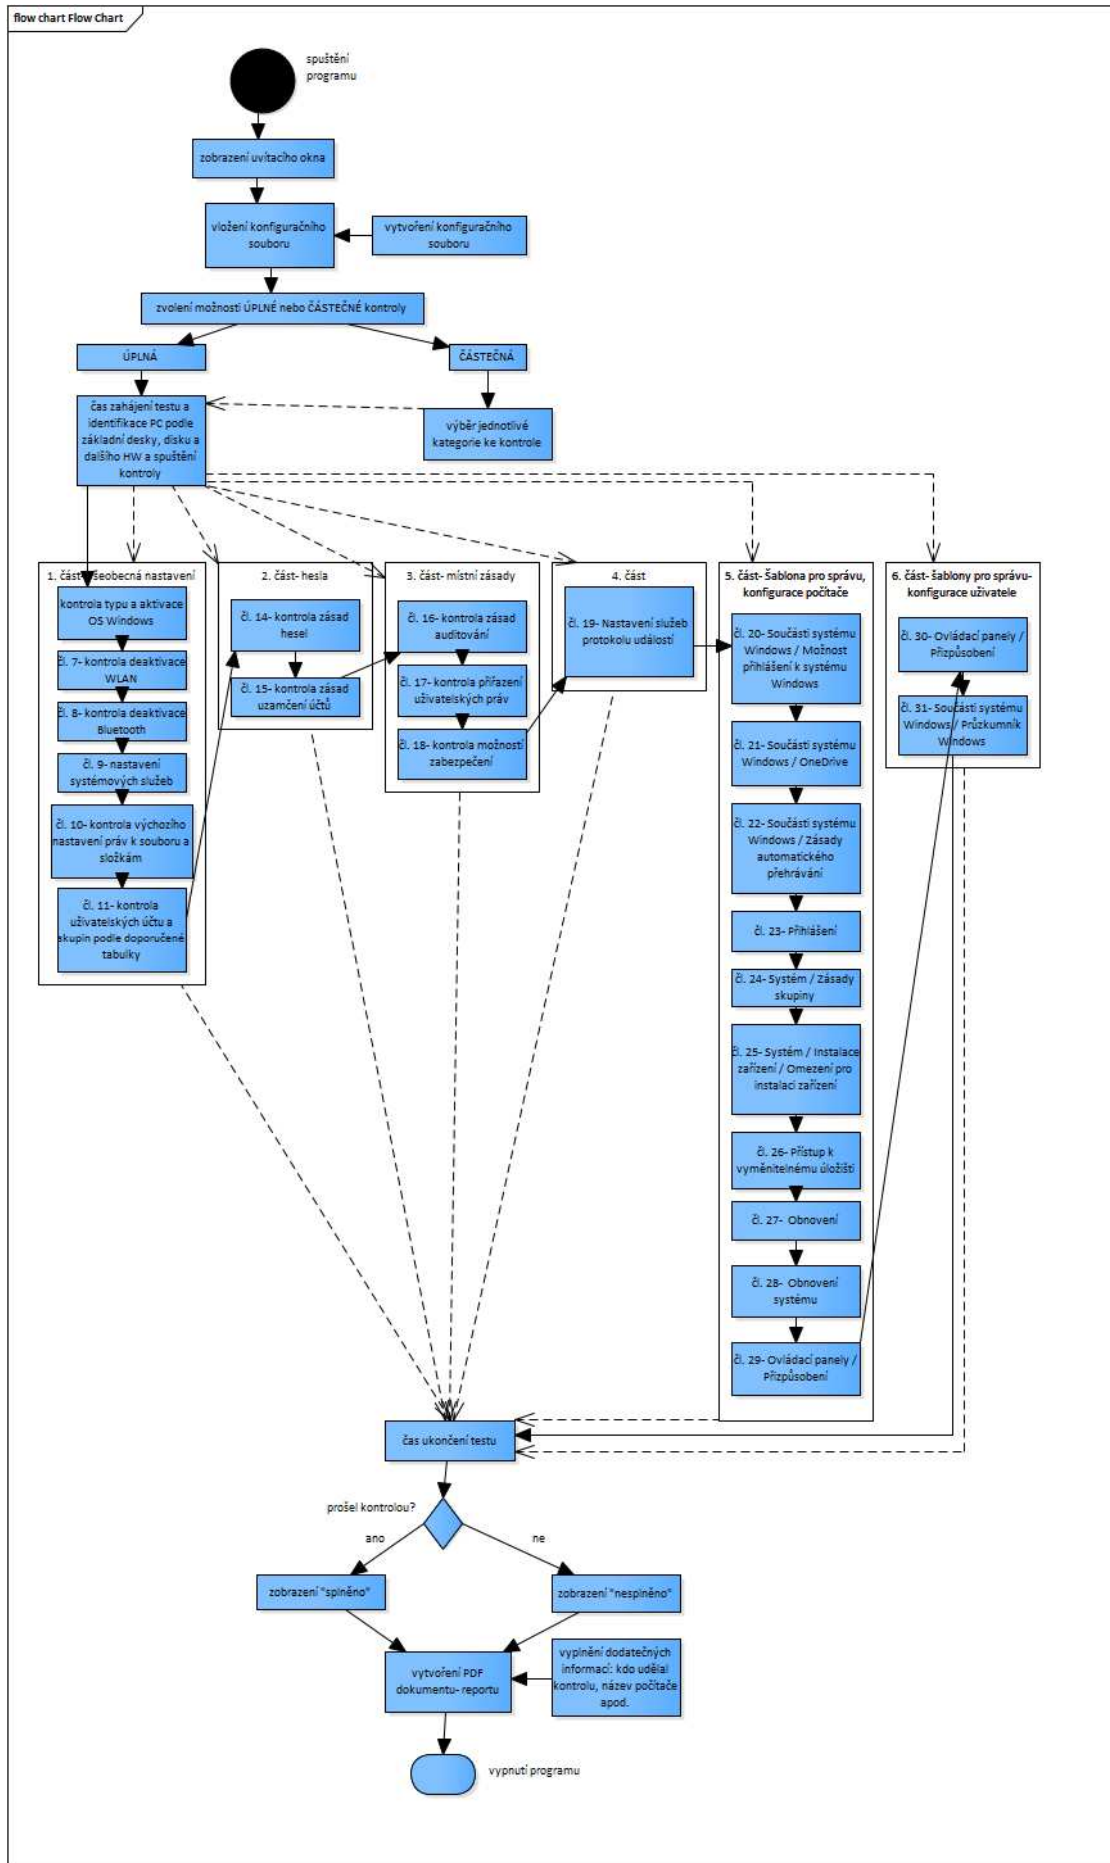 flow chart Flow Chart
spuštění
programu
zobrazení uvítacího okna
vložení konfiguračního
souboru
vytvoření konfiguračního
souboru
zvolení možnosti ÚPLNÉ nebo ČÁSTEČNÉ kontroly
ÚPLNÁ
ČÁSTEČNÁ
čas zahájení testu a
identifikace PC podle
základní desky, disku a
dalšího HW a spuštění
kontroly
výběr jednotlivé
kategorie ke kontrole
1. část- všeobecná nastavení
kontrola typu a aktivace
OS Windows
čl. 7- kontrola deaktivace
WLAN
čl. 8- kontrola deaktivace
Bluetooth
čl. 9- nastavení
systémových služeb
čl. 10- kontrola výchozího
nastavení práv k souboru a
složkám
čl. 11- kontrola
uživatelských účtu a
skupin podle doporučené
tabulky
2. část- hesla
čl. 14- kontrola zásad
hesel
čl. 15- kontrola zásad
uzamčení účtů
3. část- místní zásady
čl. 16- kontrola zásad
auditování
čl. 17- kontrola přiřazení
uživatelských práv
čl. 18- kontrola možností
zabezpečení
4. část
čl. 19- Nastavení služeb
protokolu událostí
5. část- Šablona pro správu,
konfigurace počítače
čl. 20- Součásti systému
Windows / Možnost
přihlášení k systému
Windows
čl. 21- Součásti systému
Windows / OneDrive
čl. 22- Součásti systému
Windows / Zásady
automatického
přehrávání
čl. 23- Přihlášení
čl. 24- Systém / Zásady
skupiny
čl. 25- Systém / Instalace
zařízení / Omezení pro
instalaci zařízení
čl. 26- Přístup k
vyměnitelnému úložišti
čl. 27- Obnovení
čl. 28- Obnovení
systému
čl. 29- Ovládací panely /
Přizpůsobení
6. část- šablony pro správu-
konfigurace uživatele
čl. 30- Ovládací panely /
Přizpůsobení
čl. 31- Součásti systému
Windows / Průzkumník
Windows
čas ukončení testu
prošel kontrolou?
ano
ne
zobrazení "splněno"
zobrazení "nesplněno"
vytvoření PDF
dokumentu- reportu
vyplnění dodatečných
informací: kdo udělal
kontrolu, název počítače
apod.
vypnutí programu